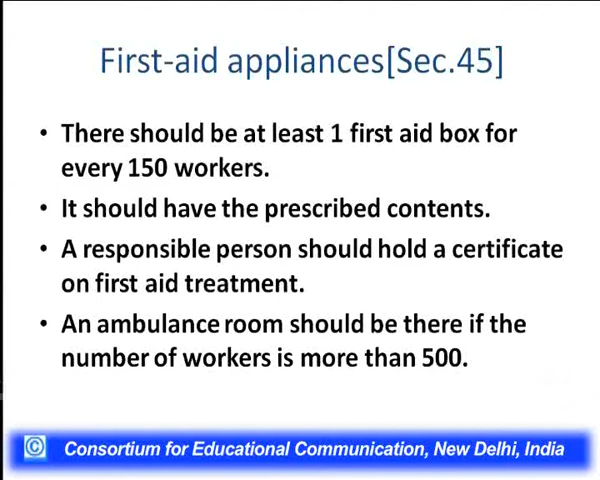 First-aid appliances[Sec.45]
• There should be at least 1 first aid box for
every 150 workers.
• It should have the prescribed contents.
• A responsible person should hold a certificate
on first aid treatment.
• An ambulance room should be there if the
number of workers is more than 500.
© Consortium for Educational Communication, New Delhi, India